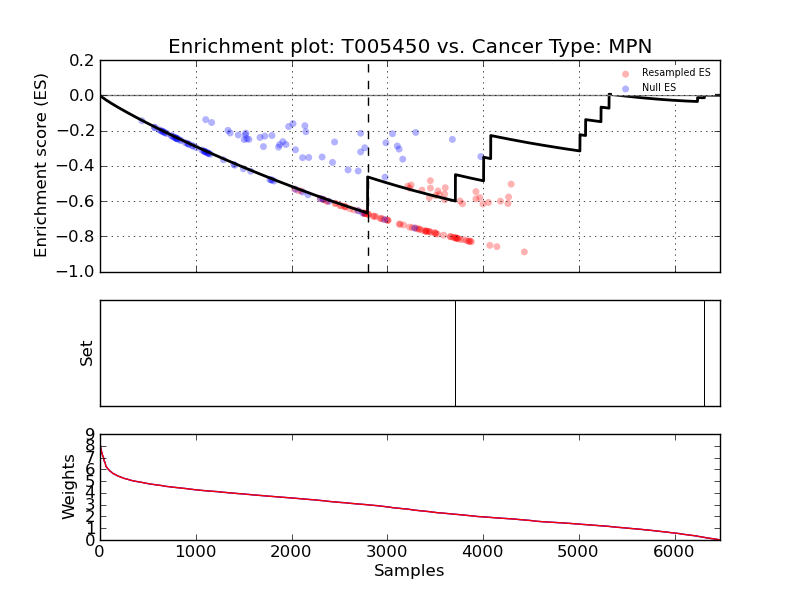 Enrichment plot: T005450 vs. Cancer Type: MPN
Enrichment score (ES)
0.2
0.0
−0.2
−0.4
−0.6
−0.8
−1.0
Resampled ES
Null ES
Set
Weights
9
8
7
6
5
4
3
2
1
0
0 1000 2000 3000 4000 5000 6000
Samples